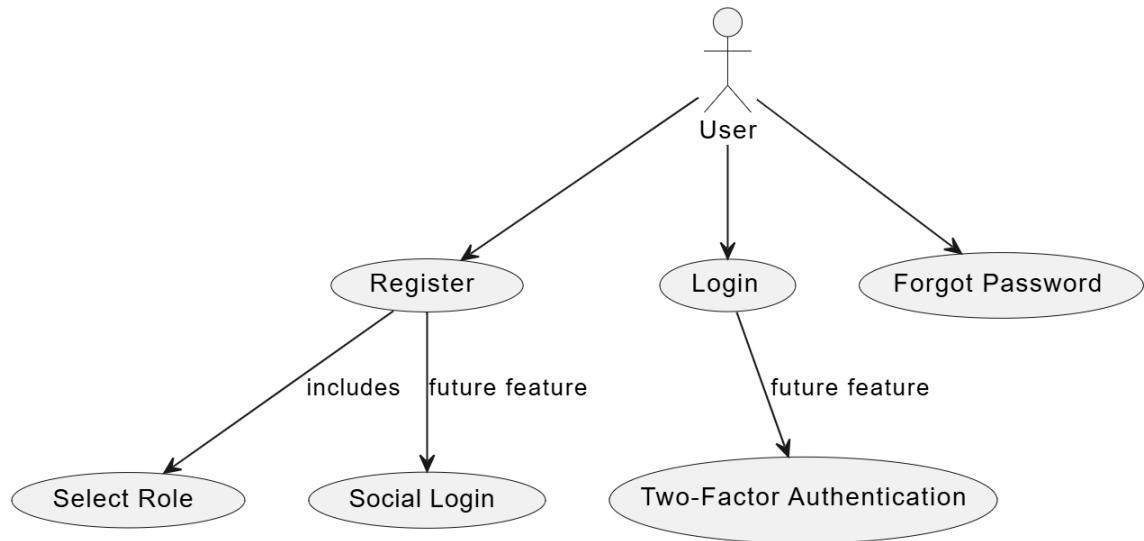 User
Register
Login
Forgot Password
includes
future feature
future feature
Select Role
Social Login
Two-Factor Authentication